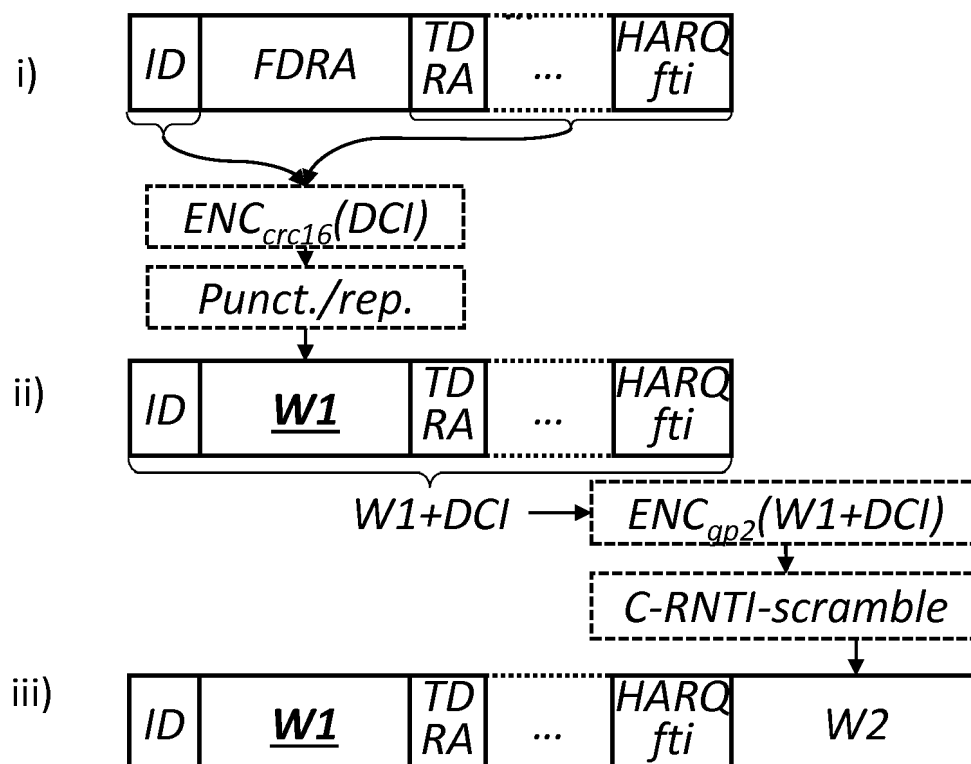 ...
i) ID FDRA TD RA ... HARQ fti
ENCcrc16(DCI)
Punct./rep.
ii) ID W1 TD RA ... HARQ fti
W1+DCI ENCgp2(W1+DCI)
C-RNTI-scramble
iii) ID W1 TD RA ... HARQ fti W2